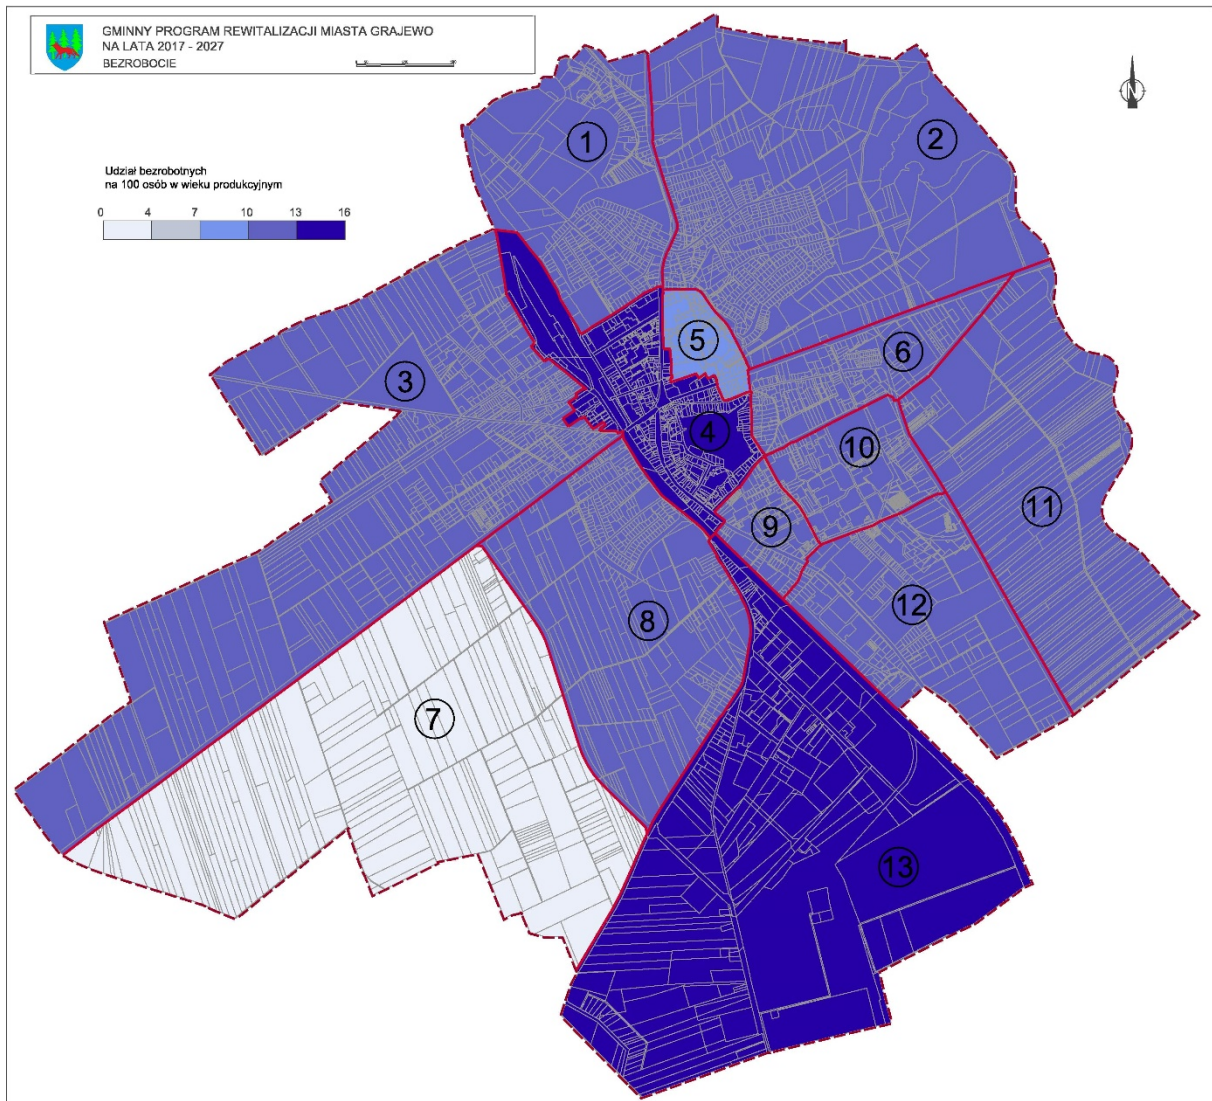 GMINNY PROGRAM REWITALIZACJI MIASTA GRAJEWO
NA LATA 2017 - 2027
BEZROBOCIE
N
Udział bezrobotnych
na 100 osób w wieku produkcyjnym
0 4 7 10 13 16
1
2
3
5
6
4
10
9
11
12
8
7
13